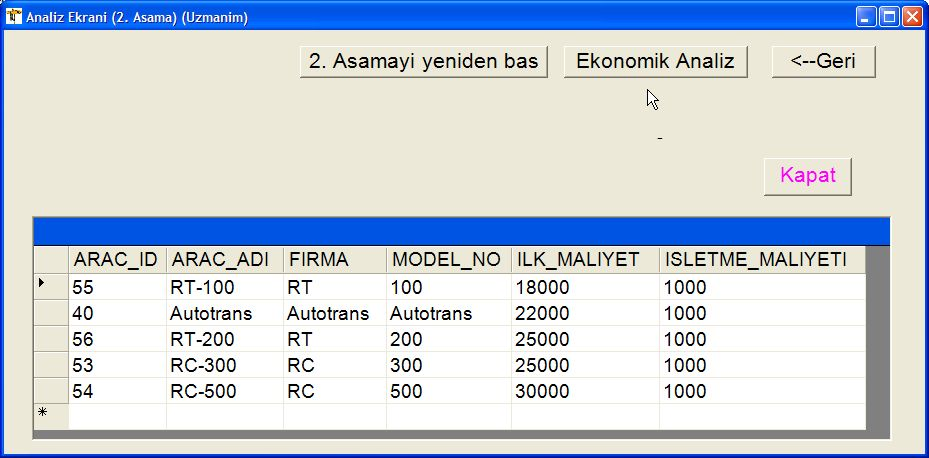 Analiz Ekrani (2. Asama) (Uzmanim)
2. Asamayi yeniden bas Ekonomik Analiz <--Geri
-
Kapat
ARAC_ID ARAC_ADI FIRMA MODEL_NO ILK_MALIYET ISLETME_MALIYETI
55 RT-100 RT 100 18000 1000
40 Autotrans Autotrans Autotrans 22000 1000
56 RT-200 RT 200 25000 1000
53 RC-300 RC 300 25000 1000
54 RC-500 RC 500 30000 1000
*